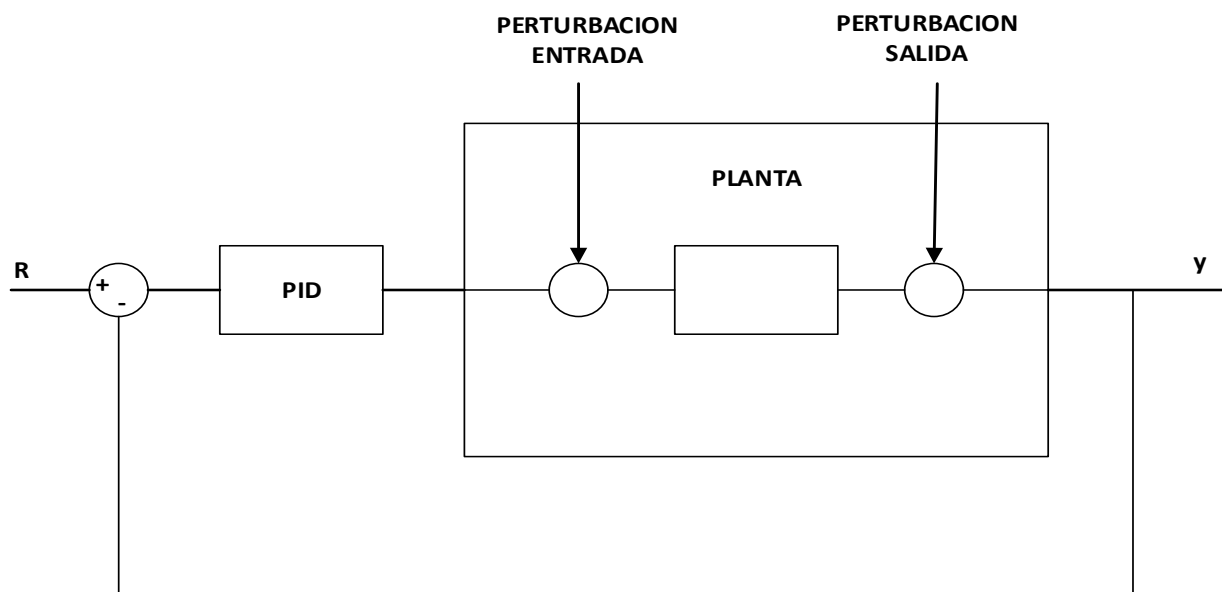 PERTURBACION
ENTRADA
PERTURBACION
SALIDA
PLANTA
R
+
-
PID
y